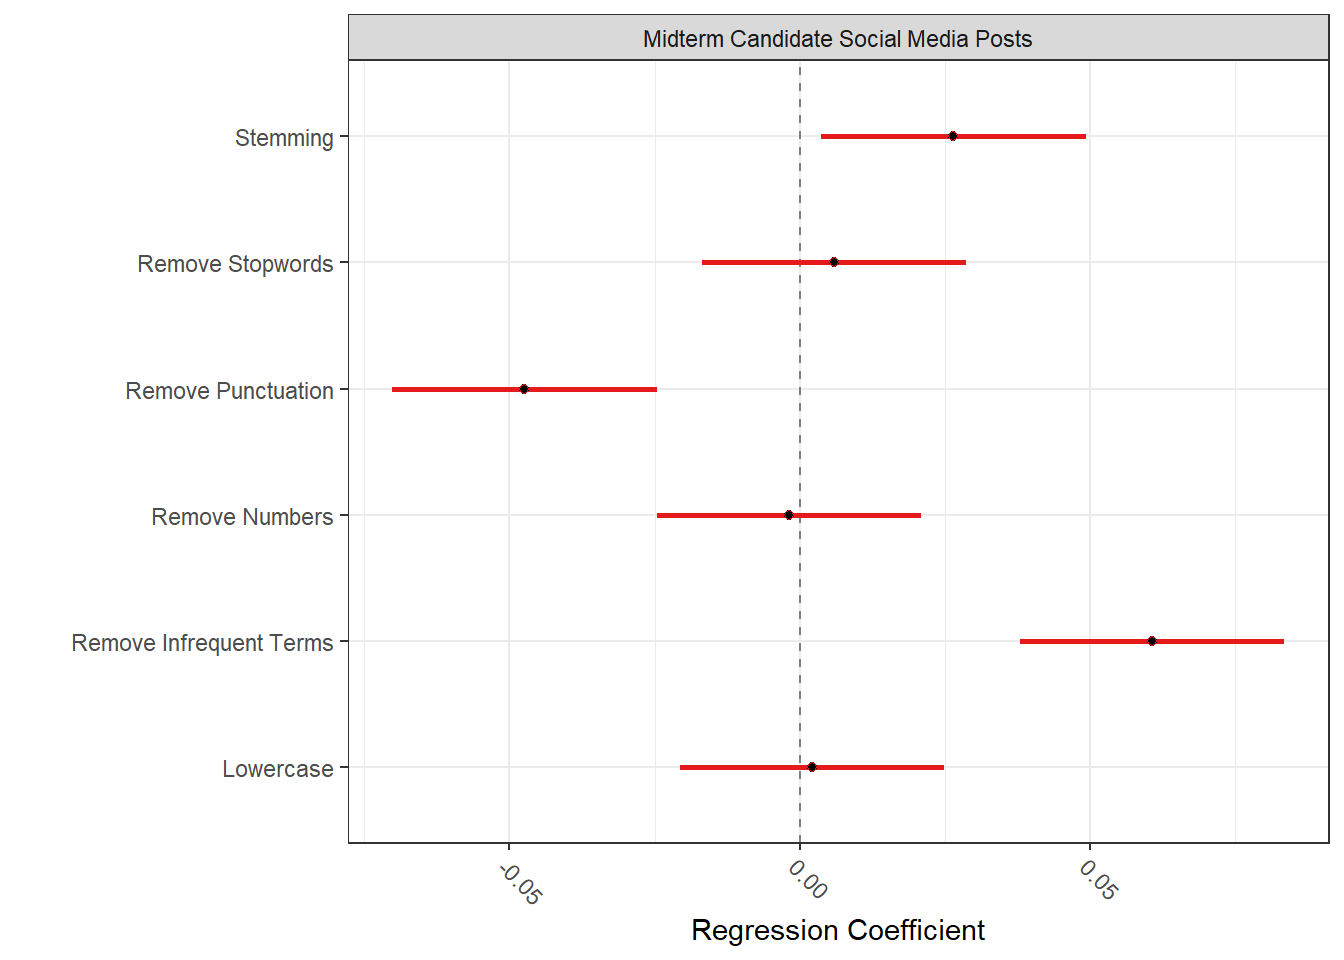 Midterm Candidate Social Media Posts
Stemming
Remove Stopwords
Remove Punctuation
Remove Numbers
Remove Infrequent Terms
Lowercase
-0.05
0.00
0.05
Regression Coefficient